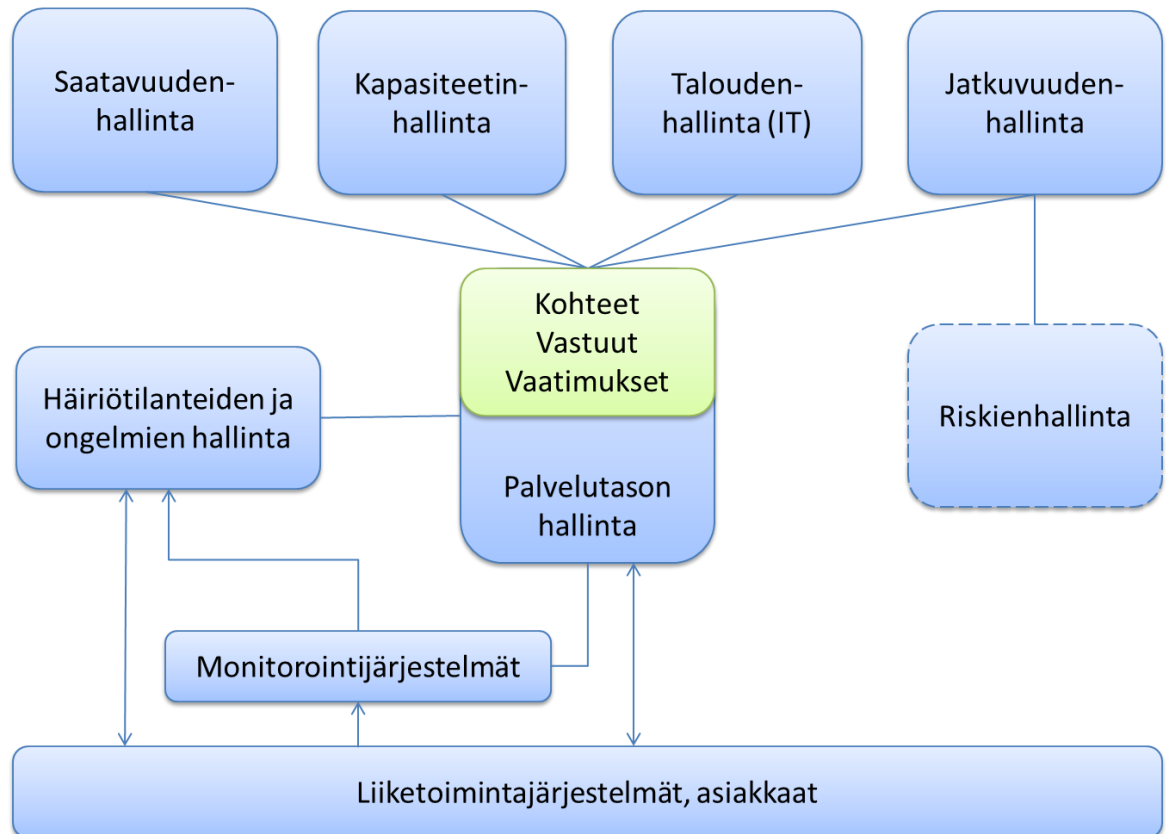 Saatavuuden-
hallinta
Kapasiteetin-
hallinta
Talouden-
hallinta (IT)
Jatkuvuuden-
hallinta
Kohteet
Vastuut
Vaatimukset
Häiriötilanteiden ja
ongelmien hallinta
Riskienhallinta
Palvelutason
hallinta
Monitorointijärjestelmät
Liiketoimintajärjestelmät, asiakkaat